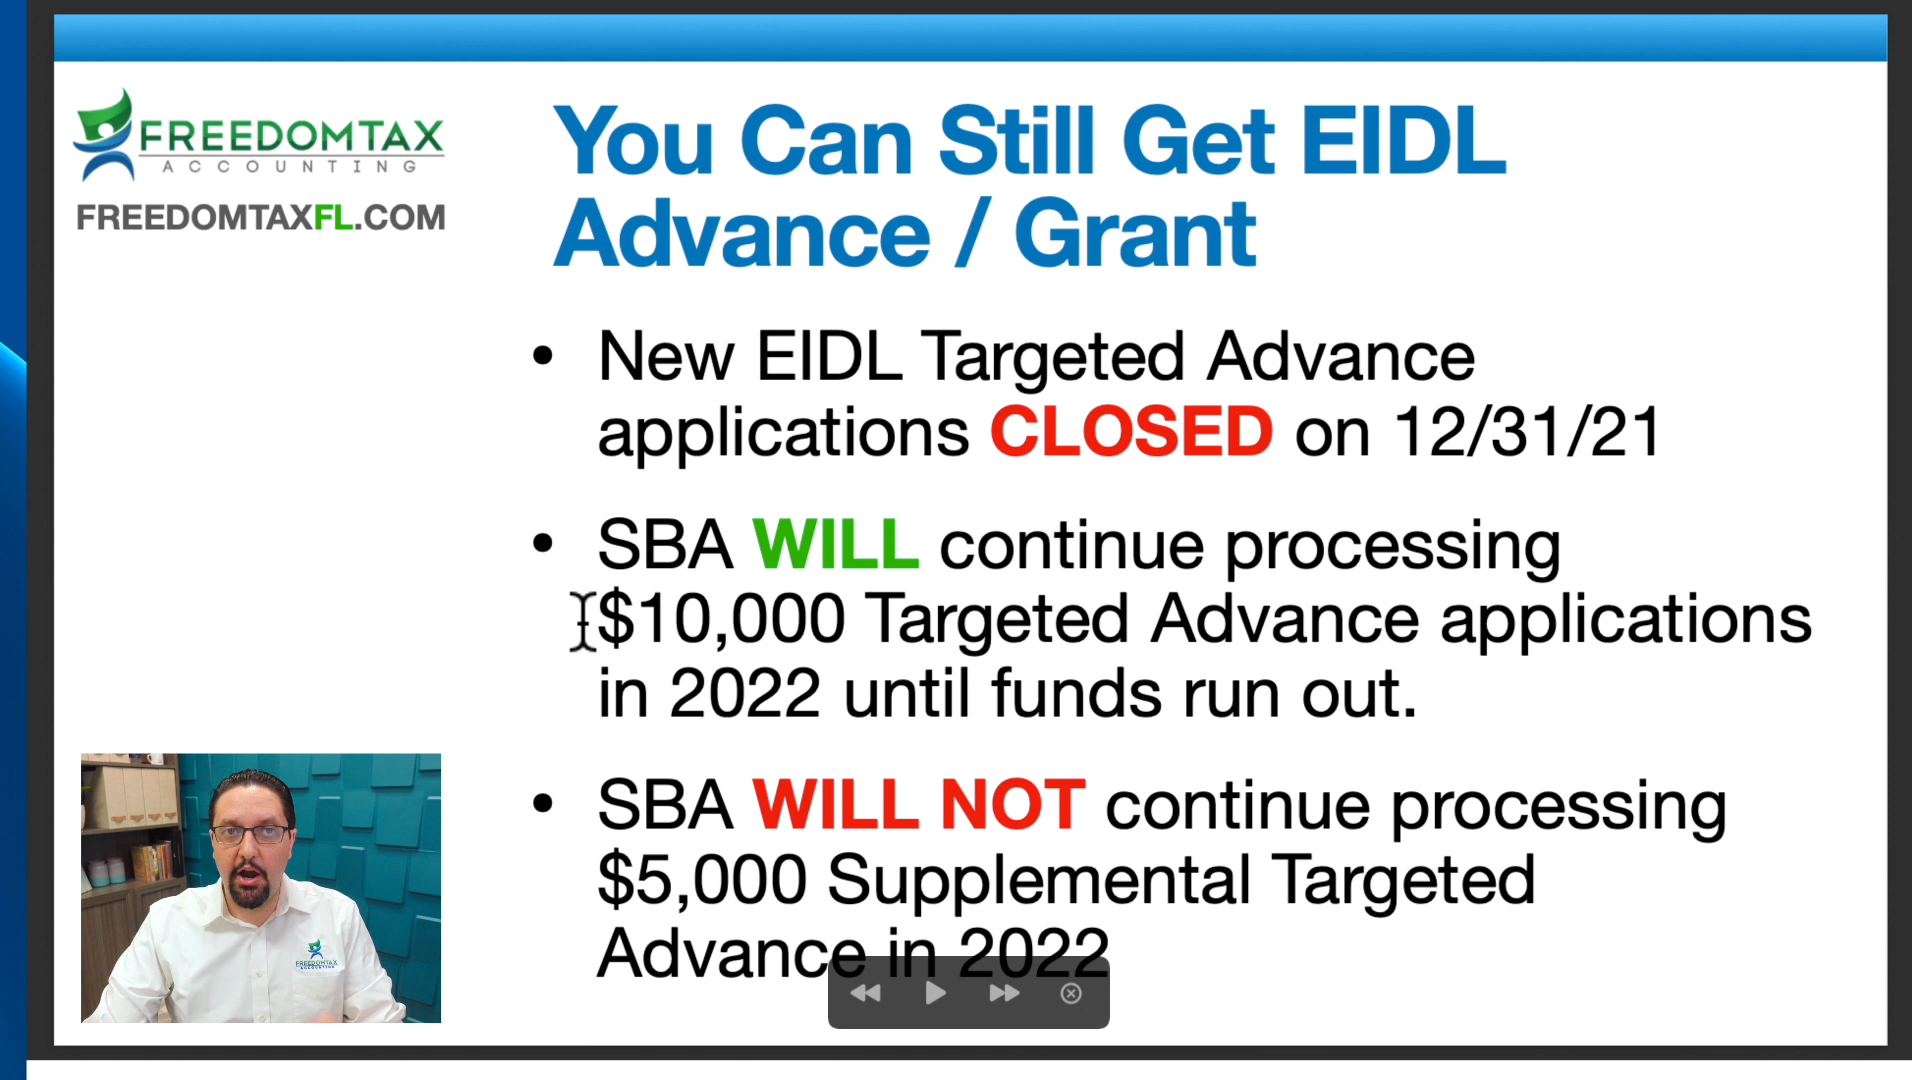 FREEDOMTAX
ACCOUNTING
FREEDOMTAXFL.COM
You Can Still Get EIDL
Advance / Grant
• New EIDL Targeted Advance
applications CLOSED on 12/31/21
• SBA WILL continue processing
$10,000 Targeted Advance applications
in 2022 until funds run out.
• SBA WILL NOT continue processing
$5,000 Supplemental Targeted
Advance in 2022
FREEDOMTAX
ACCOUNTING